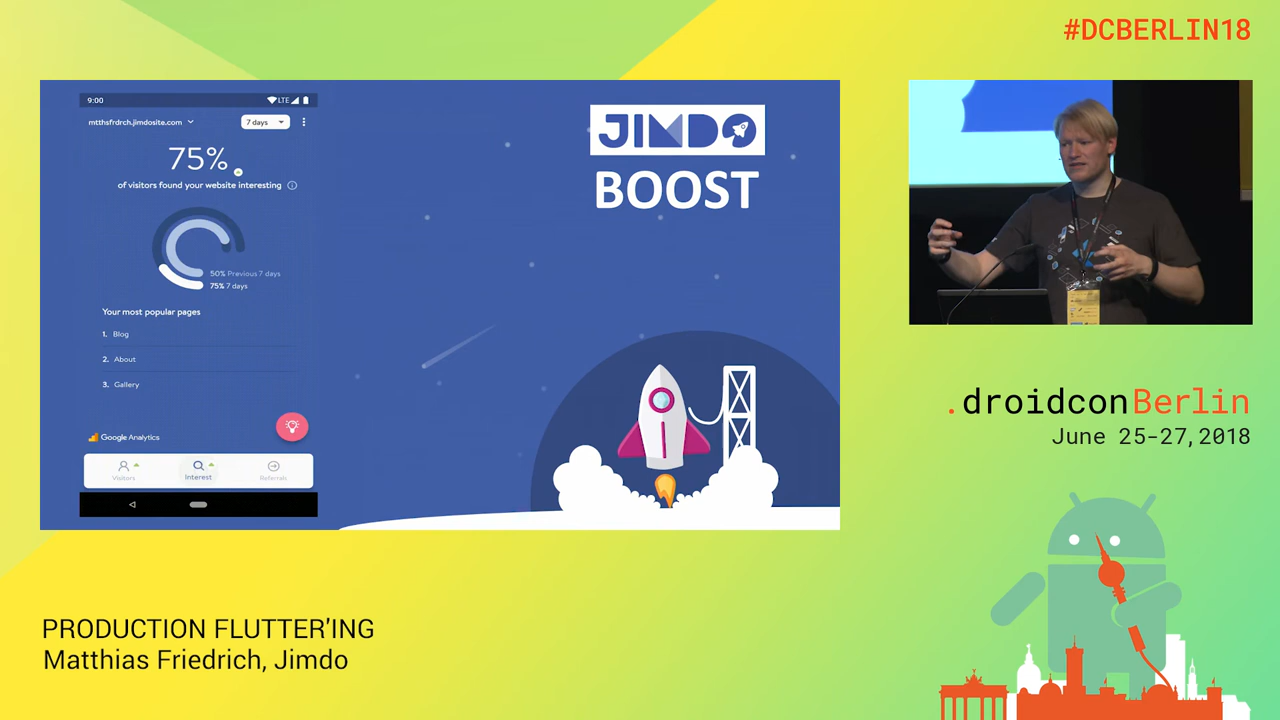 #DCBERLIN18
9:00
LTE
mtthsfrdrch.jimdosite.com
7 days
75%
of visitors found your website interesting
50% Previous 7 days
75% 7 days
Your most popular pages
1. Blog
2. About
3. Gallery
Google Analytics
Visitors
Interest
Referrals
JIMDO
BOOST
.droidconBerlin
June 25-27, 2018
PRODUCTION FLUTTER'ING
Matthias Friedrich, Jimdo